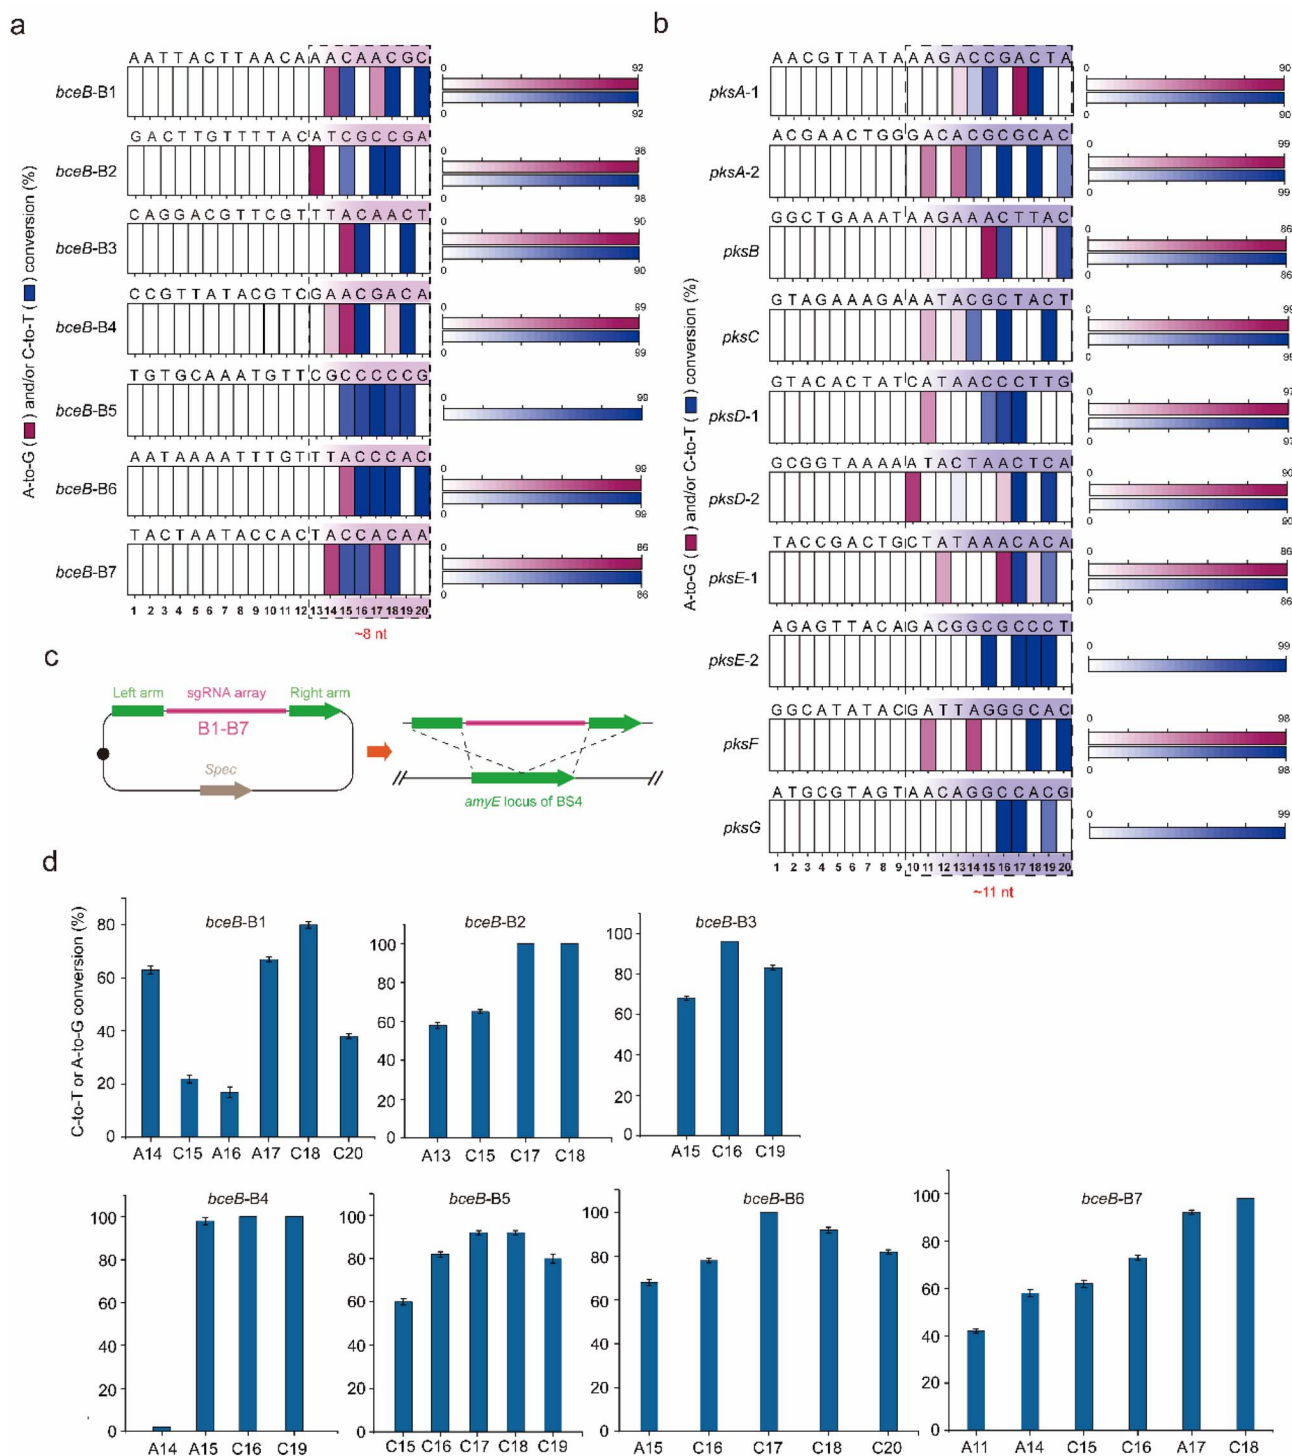 a
A-to-G ( ) and/or C-to-T ( ) conversion (%)
AATTACTTAACAAACAACGC
bceB-B1
0 92
0 92
GACTTGTTTTACATCGCCGA
bceB-B2
0 98
0 98
CAGGACGTTCGTTTACAACT
bceB-B3
0 90
0 90
CCGTTATACGTCGAACGACA
bceB-B4
0 99
0 99
TGTGCAAATGTTCGCCCCCG
bceB-B5
0 99
AATAAAATTTGTTTACCCAC
bceB-B6
0 99
0 99
TACTAATACCACTACCACAA
bceB-B7
0 86
0 86
1 2 3 4 5 6 7 8 9 10 11 12 13 14 15 16 17 18 19 20
~8 nt
b
A-to-G ( ) and/or C-to-T ( ) conversion (%)
AACGTTATAAAGACCGACTA
pksA-1
0 90
0 90
ACGAACTGGGACACGCGCAC
pksA-2
0 99
0 99
GGCTGAAATAAGAAACTTAC
pksB
0 86
0 86
GTAGAAAGAAATACGCTACT
pksC
0 99
0 99
GTACACTATCATAACCCTTG
pksD-1
0 97
0 97
GCGGTAAAAATACTAACTCA
pksD-2
0 90
0 90
TACCGACTGCTATAAACACA
pksE-1
0 86
0 86
AGAGTTACAGACGGCGCCCT
pksE-2
0 99
GGCATATACGATTAGGGCAC
pksF
0 98
0 98
ATGCGTAGTAACAGGCCACG
pksG
0 99
1 2 3 4 5 6 7 8 9 10 11 12 13 14 15 16 17 18 19 20
~11 nt
c
Left arm sgRNA array Right arm
B1-B7
Spec
amyE locus of BS4
d
C-to-T or A-to-G conversion (%)
bceB-B1
80
60
40
20
0
A14 C15 A16 A17 C18 C20
bceB-B2
100
80
60
40
20
0
A13 C15 C17 C18
bceB-B3
100
80
60
40
20
0
A15 C16 C19
bceB-B4
100
80
60
40
20
0
A14 A15 C16 C19
bceB-B5
100
80
60
40
20
0
C15 C16 C17 C18 C19
bceB-B6
100
80
60
40
20
0
A15 C16 C17 C18 C20
bceB-B7
100
80
60
40
20
0
A11 A14 C15 C16 A17 C18